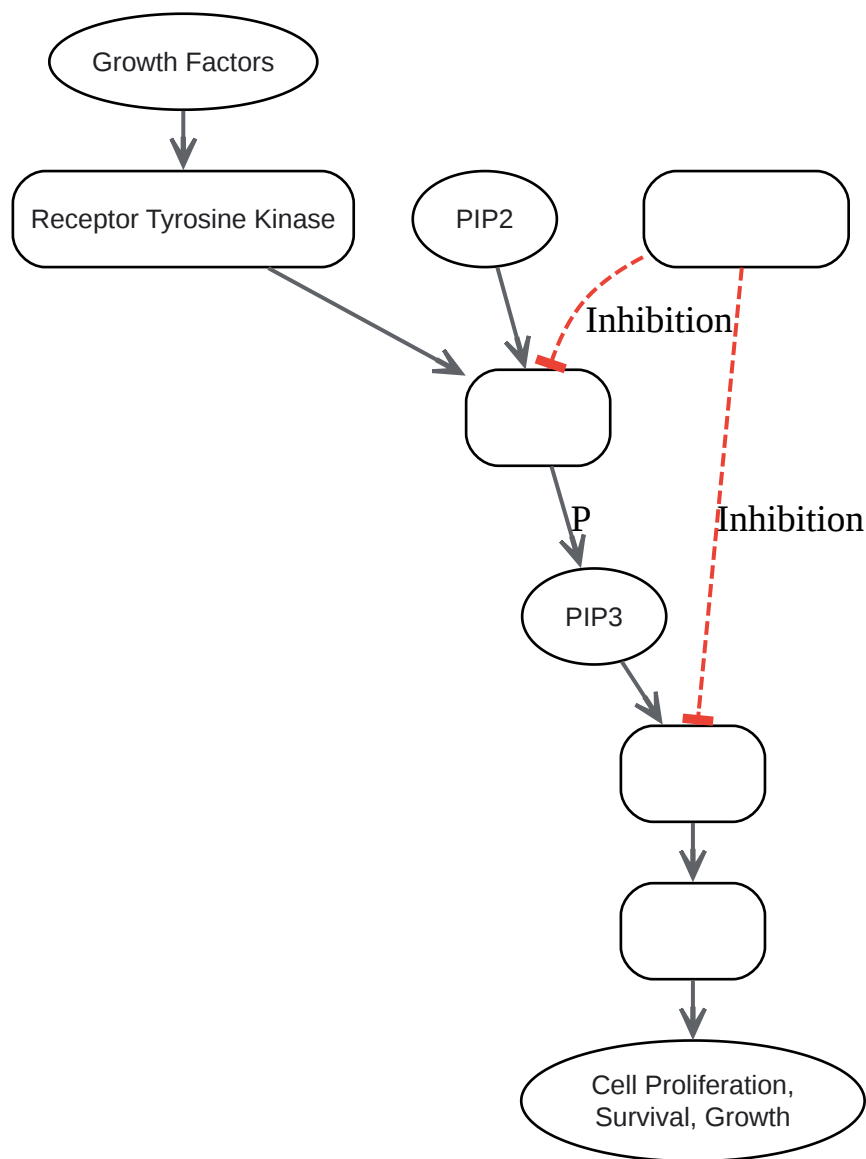 Growth Factors
Receptor Tyrosine Kinase
PIP2
Inhibition
P
Inhibition
PIP3
Cell Proliferation,
Survival, Growth